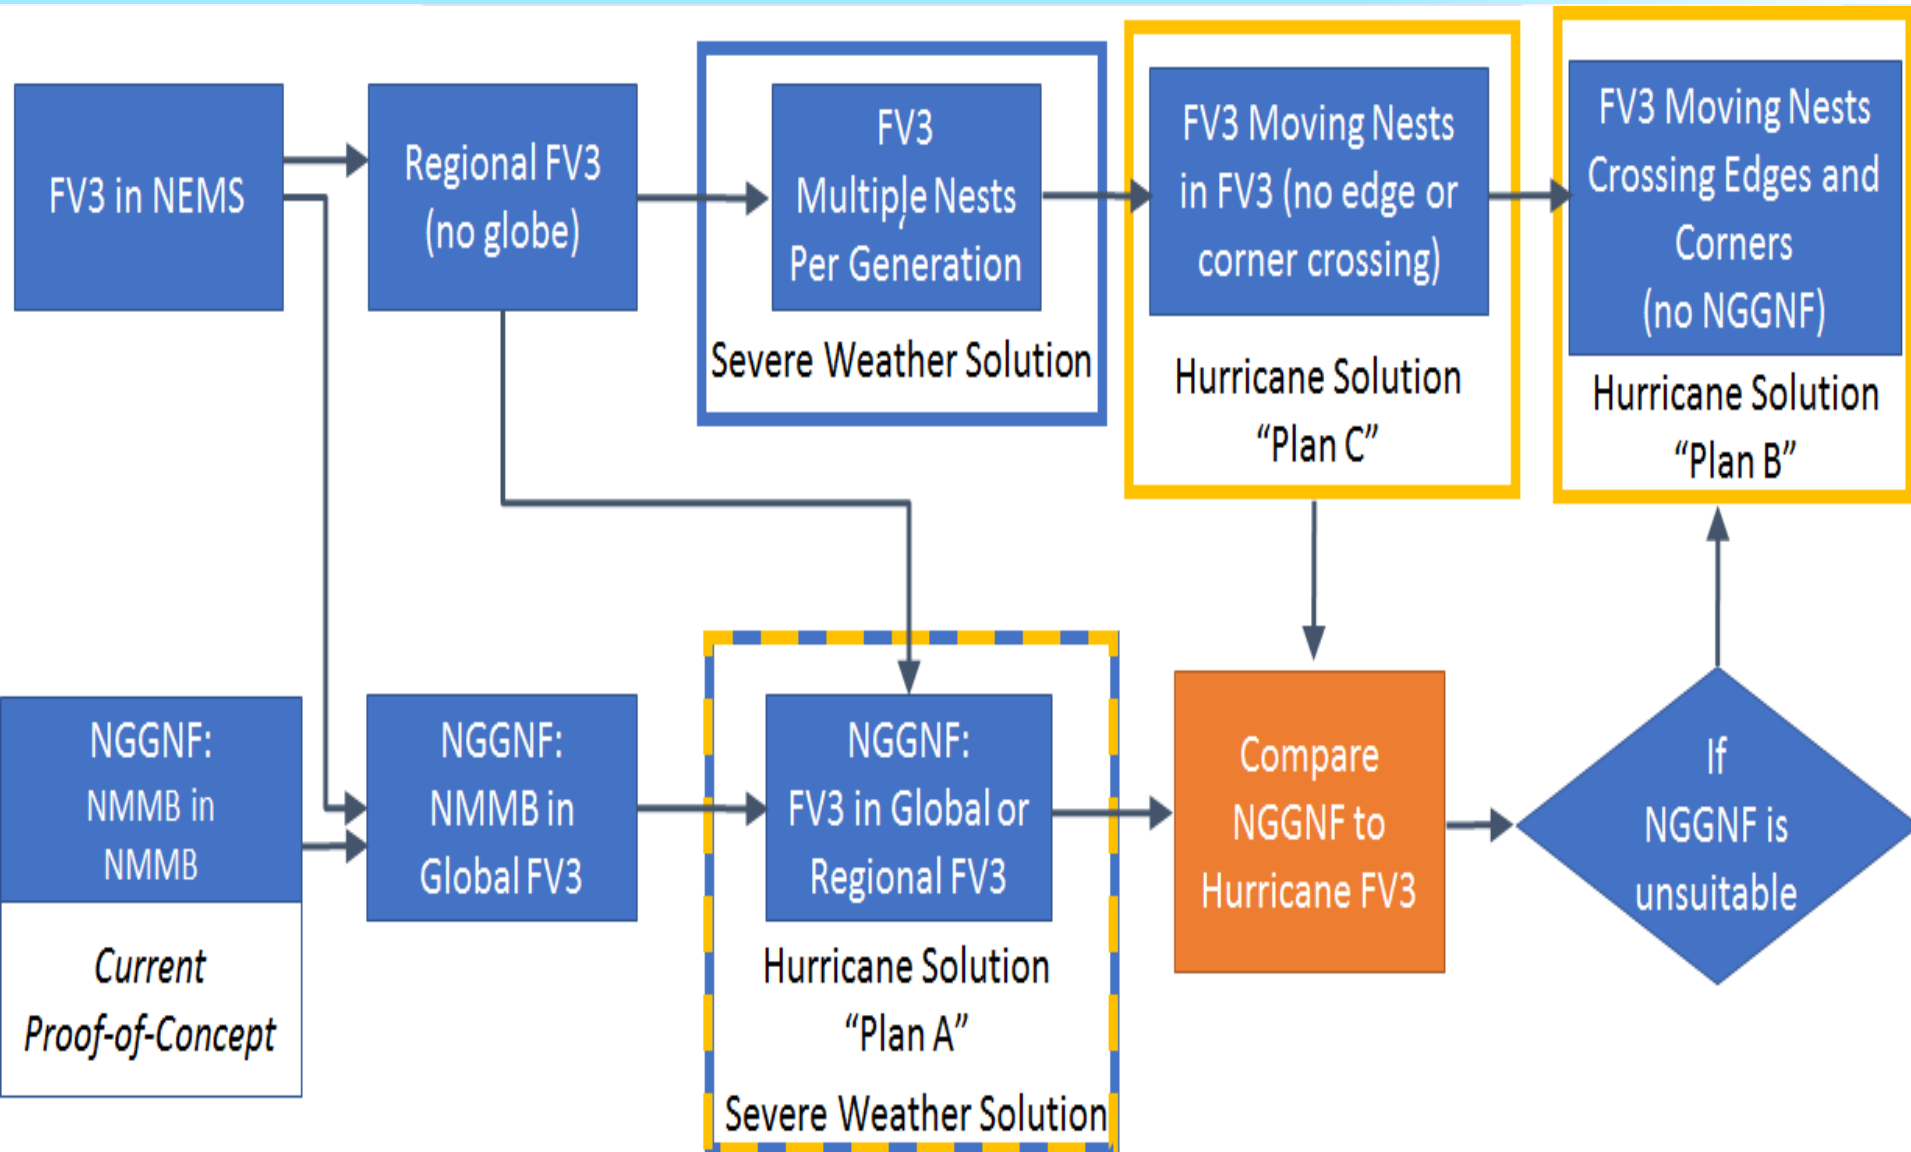 FV3 in NEMS
Regional FV3
(no globe)
FV3
Multiple Nests
Per Generation
Severe Weather Solution
FV3 Moving Nests
in FV3 (no edge or
corner crossing)
Hurricane Solution
“Plan C”
FV3 Moving Nests
Crossing Edges and
Corners
(no NGGNF)
Hurricane Solution
“Plan B”
NGGNF:
NMMB in
NMMB
Current
Proof-of-Concept
NGGNF:
NMMB in
Global FV3
NGGNF:
FV3 in Global or
Regional FV3
Hurricane Solution
“Plan A”
Severe Weather Solution
Compare
NGGNF to
Hurricane FV3
If
NGGNF is
unsuitable